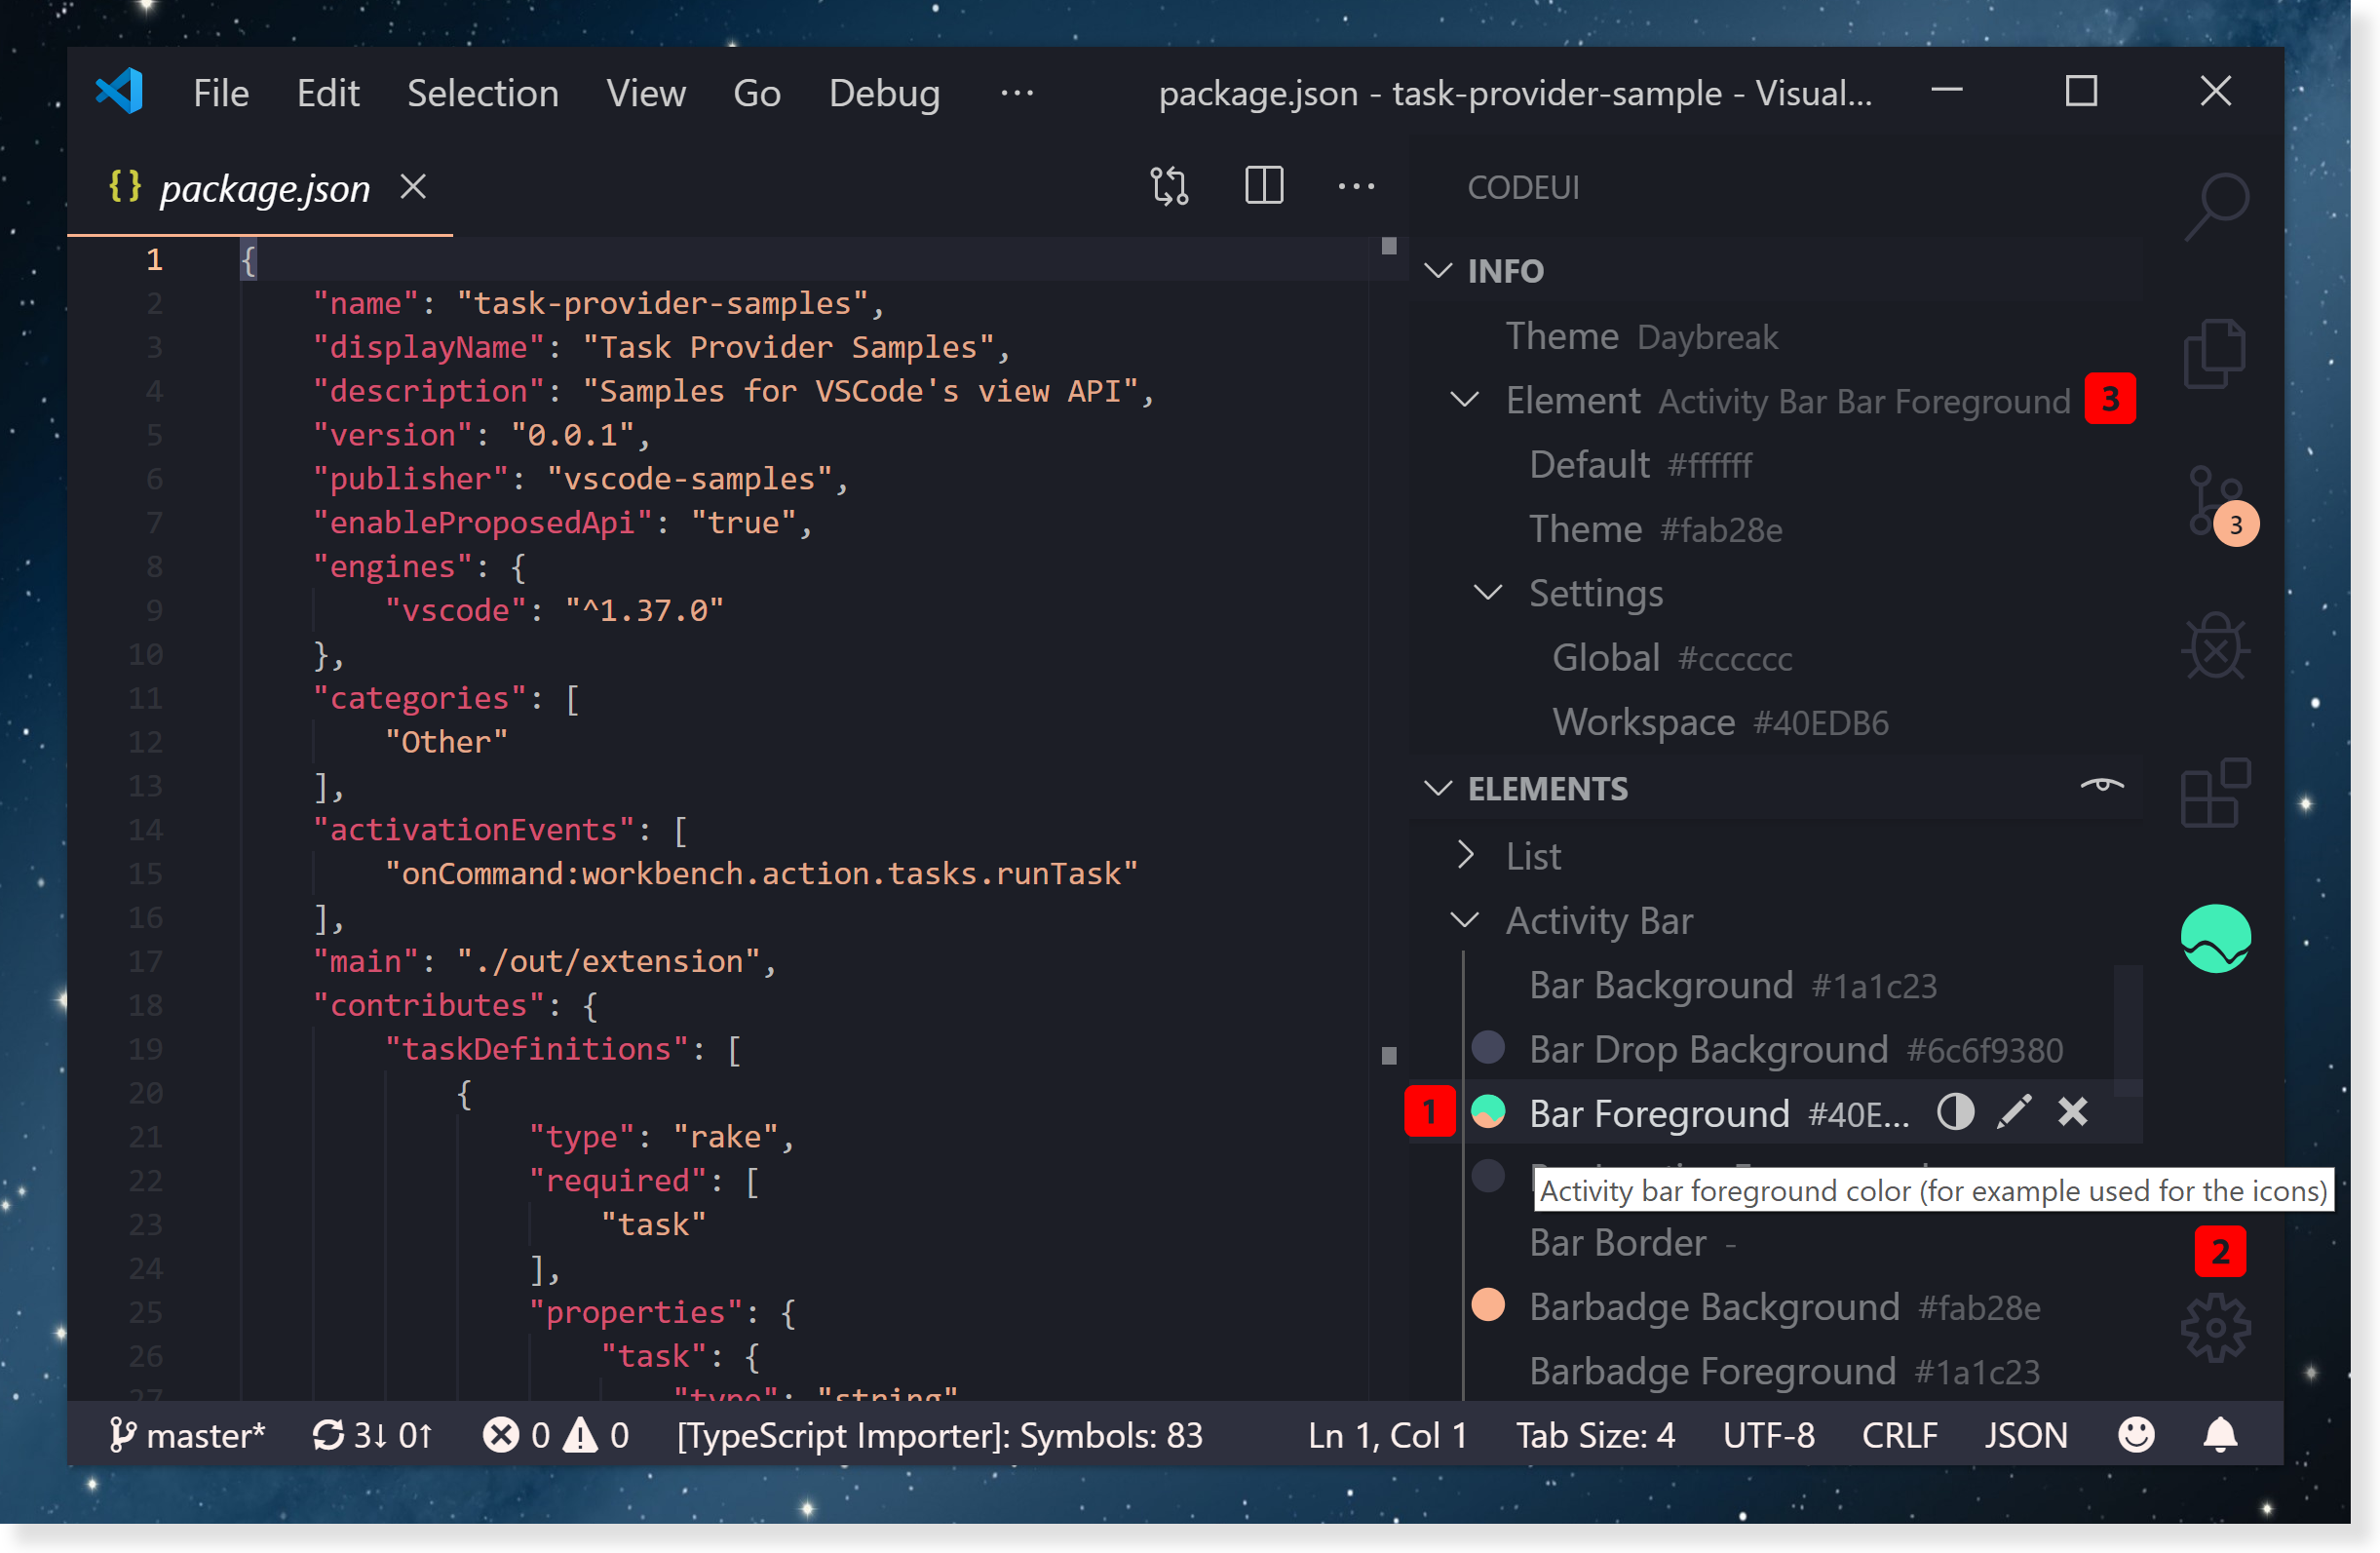 File Edit Selection View Go Debug ··· package.json - task-provider-sample - Visual...
{} package.json
1 {
2 "name": "task-provider-samples",
3 "displayName": "Task Provider Samples",
4 "description": "Samples for VSCode's view API",
5 "version": "0.0.1",
6 "publisher": "vscode-samples",
7 "enableProposedApi": "true",
8 "engines": {
9 "vscode": "^1.37.0"
10 },
11 "categories": [
12 "Other"
13 ],
14 "activationEvents": [
15 "onCommand:workbench.action.tasks.runTask"
16 ],
17 "main": "./out/extension",
18 "contributes": {
19 "taskDefinitions": [
20 {
21 "type": "rake",
22 "required": [
23 "task"
24 ],
25 "properties": {
26 "task": {
27 "type": "string"
CODEUI
INFO
Theme Daybreak
Element Activity Bar Bar Foreground 3
Default #ffffff
Theme #fab28e
Settings
Global #cccccc
Workspace #40EDB6
ELEMENTS
List
Activity Bar
Bar Background #1a1c23
Bar Drop Background #6c6f9380
1 Bar Foreground #40E...
Activity bar foreground color (for example used for the icons)
Bar Border -
2
Barbadge Background #fab28e
Barbadge Foreground #1a1c23
3
master* 3↓ 0↑ 0 0 [TypeScript Importer]: Symbols: 83 Ln 1, Col 1 Tab Size: 4 UTF-8 CRLF JSON